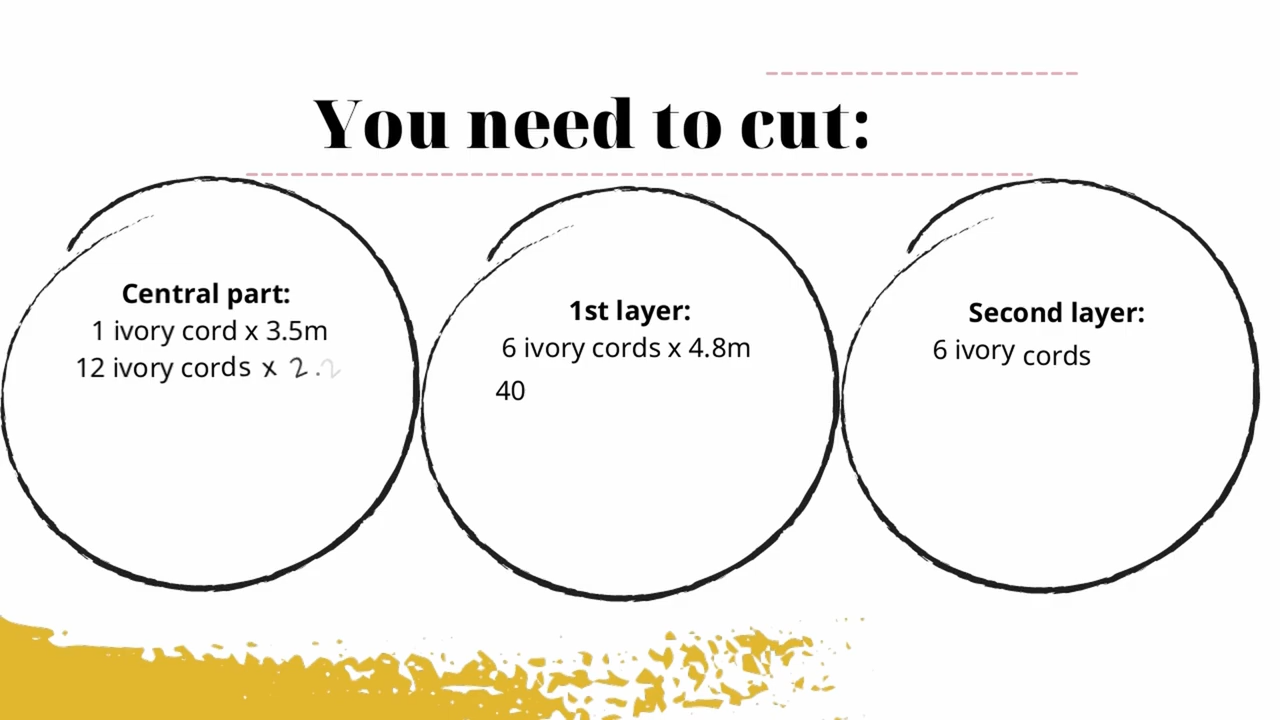 You need to cut:
Central part:
1 ivory cord x 3.5m
12 ivory cords x 2.2
1st layer:
6 ivory cords x 4.8m
40
Second layer:
6 ivory cords